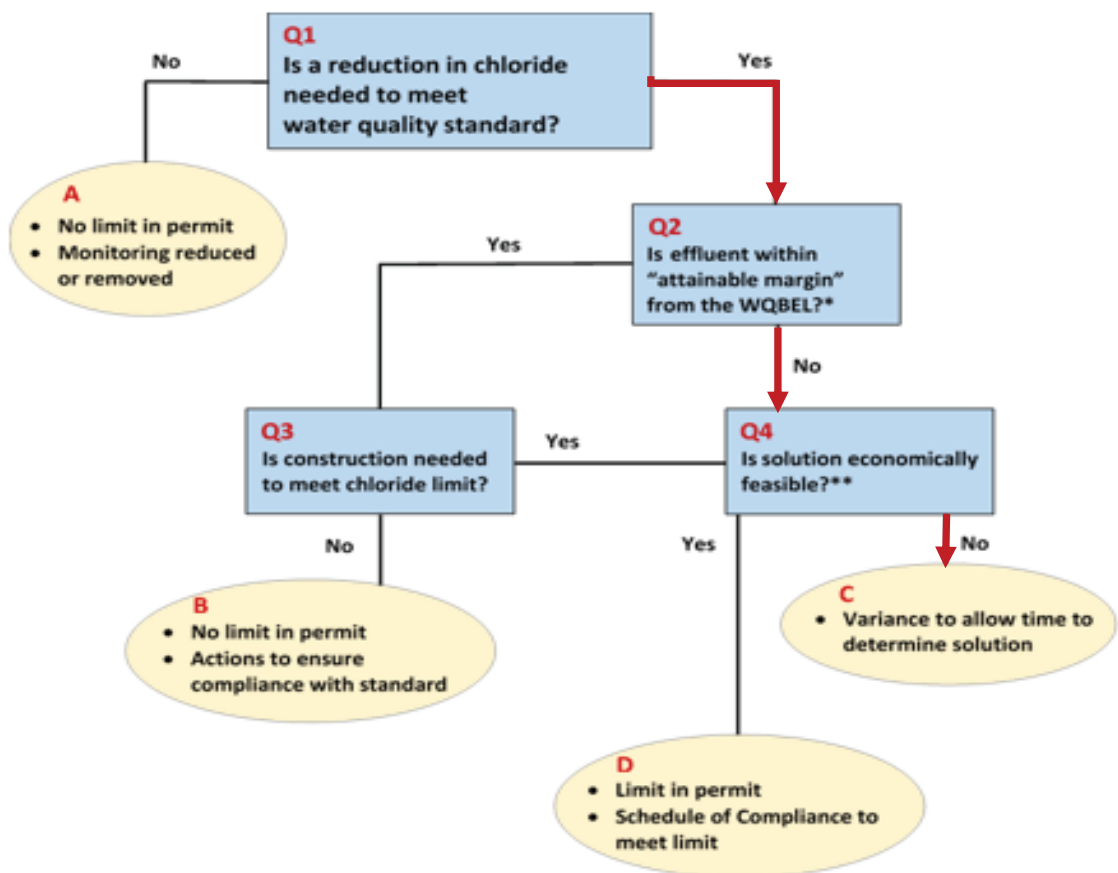 Q1
Is a reduction in chloride
needed to meet
water quality standard?
No
Yes
A
• No limit in permit
• Monitoring reduced
or removed
Q2
Is effluent within
“attainable margin”
from the WQBEL?*
Yes
No
Q3
Is construction needed
to meet chloride limit?
Yes
Q4
Is solution economically
feasible?**
No
Yes
No
B
• No limit in permit
• Actions to ensure
compliance with standard
C
• Variance to allow time to
determine solution
D
• Limit in permit
• Schedule of Compliance to
meet limit